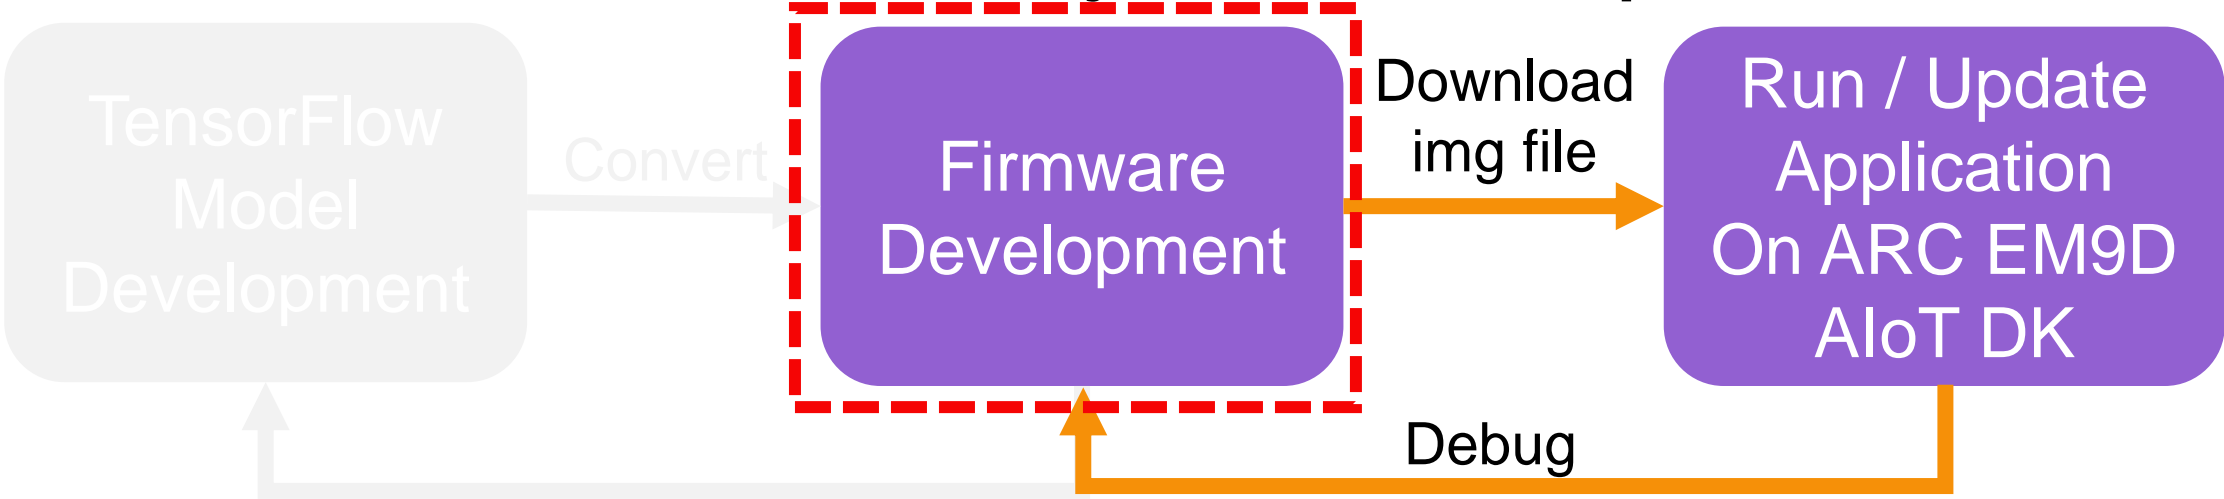 TensorFlow
Model
Development
Convert
Firmware
Development
Download
img file
Run / Update
Application
On ARC EM9D
AIoT DK
Debug